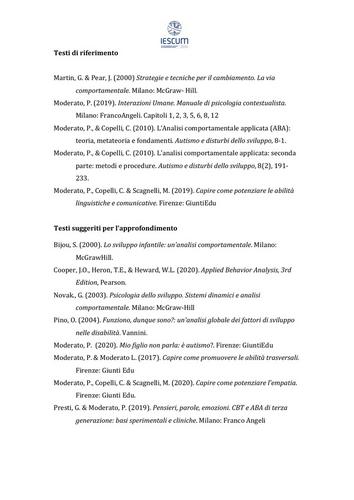 IESCUM
Testi di riferimento
Martin, G. & Pear, J. (2000) Strategie e tecniche per il cambiamento. La via
comportamentale. Milano: McGraw- Hill.
Moderato, P. (2019). Interazioni Umane. Manuale di psicologia contestualista.
Milano: FrancoAngeli. Capitoli 1, 2, 3, 5, 6, 8, 12
Moderato, P., & Copelli, C. (2010). L'Analisi comportamentale applicata (ABA):
teoria, metateoria e fondamenti. Autismo e disturbi dello sviluppo, 8-1.
Moderato, P., & Copelli, C. (2010). L'analisi comportamentale applicata: seconda
parte: metodi e procedure. Autismo e disturbi dello sviluppo, 8(2), 191-
233.
Moderato, P., Copelli, C. & Scagnelli, M. (2019). Capire come potenziare le abilità
linguistiche e comunicative. Firenze: GiuntiEdu
Testi suggeriti per l'approfondimento
Bijou, S. (2000). Lo sviluppo infantile: un'analisi comportamentale. Milano:
McGrawHill.
Cooper, J.O., Heron, T.E., & Heward, W.L. (2020). Applied Behavior Analysis, 3rd
Edition, Pearson.
Novak., G. (2003). Psicologia dello sviluppo. Sistemi dinamici e analisi
comportamentale. Milano: McGraw-Hill
Pino, O. (2004). Funziono, dunque sono?: un'analisi globale dei fattori di sviluppo
nelle disabilità. Vannini.
Moderato, P. (2020). Mio figlio non parla: è autismo?. Firenze: GiuntiEdu
Moderato, P. & Moderato L. (2017). Capire come promuovere le abilità trasversali.
Firenze: Giunti Edu
Moderato, P., Copelli, C. & Scagnelli, M. (2020). Capire come potenziare l'empatia.
Firenze: Giunti Edu.
Presti, G. & Moderato, P. (2019). Pensieri, parole, emozioni. CBT e ABA di terza
generazione: basi sperimentali e cliniche. Milano: Franco Angeli